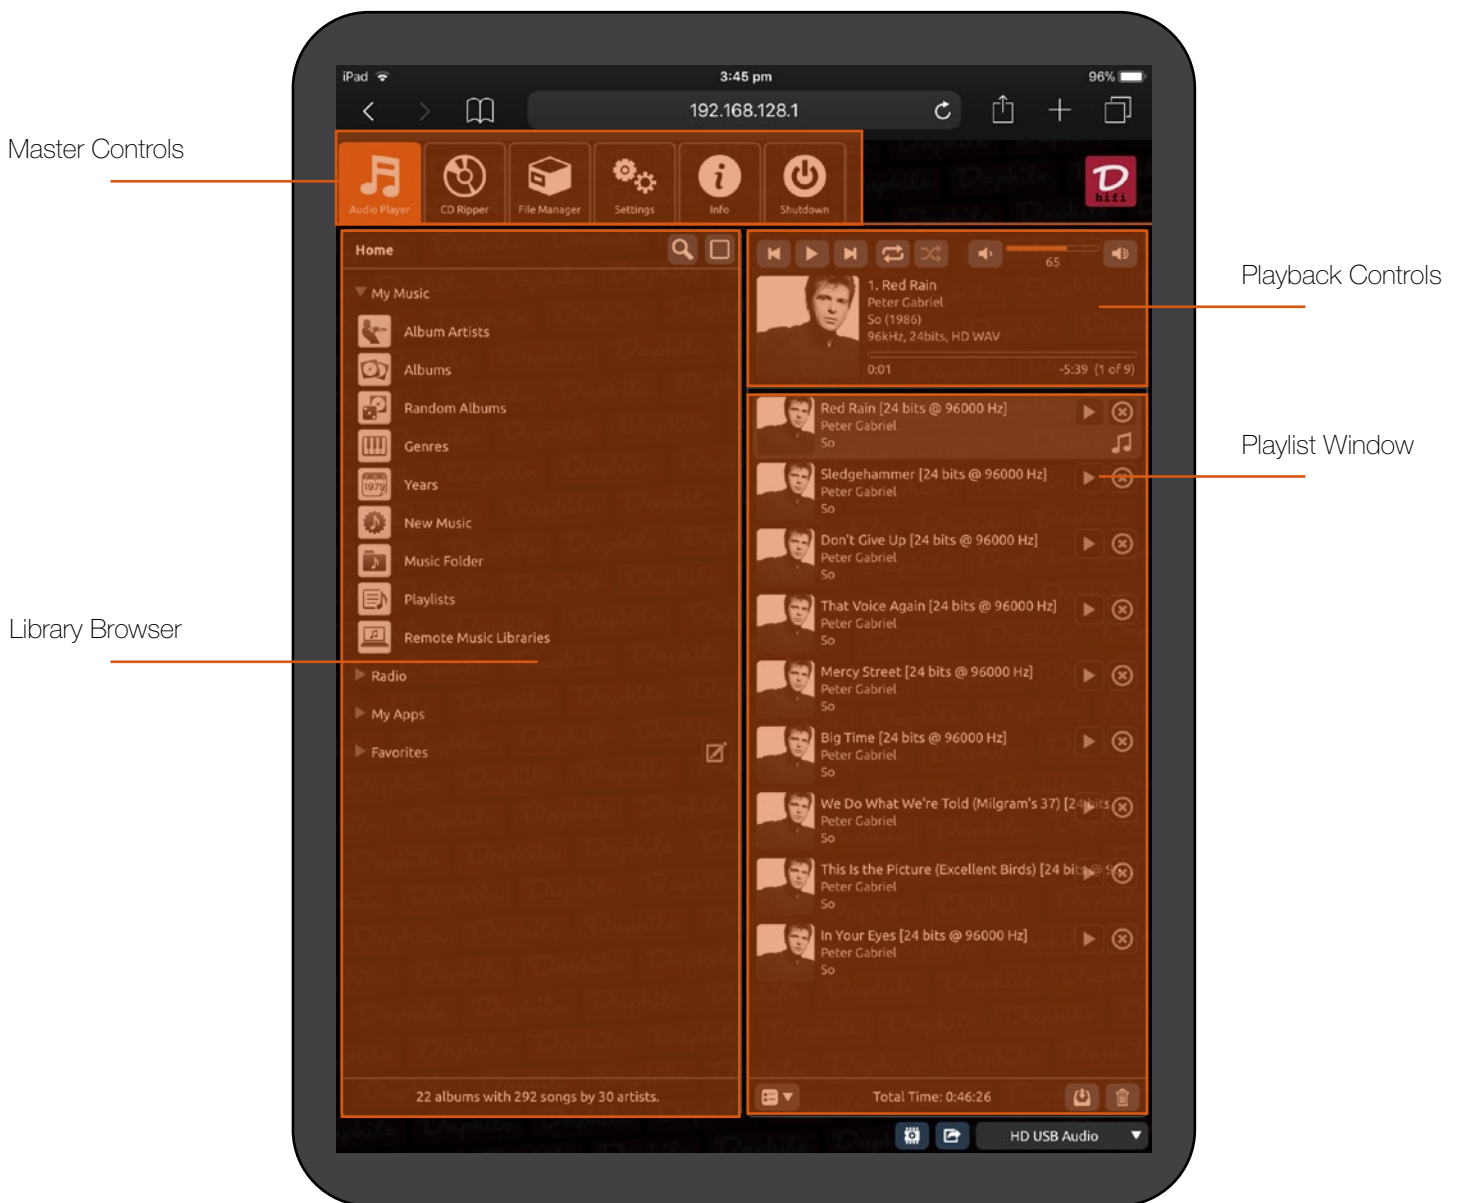 iPad 3:45 pm 96%
192.168.128.1
Master Controls
Audio Player CD Ripper File Manager Settings Info Shutdown
D
hifi
Home
My Music
Album Artists
Albums
Random Albums
Genres
1979
Years
New Music
Music Folder
Playlists
Remote Music Libraries
Library Browser
Radio
My Apps
Favorites
22 albums with 292 songs by 30 artists.
65
Playback Controls
1. Red Rain
Peter Gabriel
So (1986)
96kHz, 24bits, HD WAV
0:01 -5:39 (1 of 9)
Playlist Window
Red Rain [24 bits @ 96000 Hz]
Peter Gabriel
So
Sledgehammer [24 bits @ 96000 Hz]
Peter Gabriel
So
Don't Give Up [24 bits @ 96000 Hz]
Peter Gabriel
So
That Voice Again [24 bits @ 96000 Hz]
Peter Gabriel
So
Mercy Street [24 bits @ 96000 Hz]
Peter Gabriel
So
Big Time [24 bits @ 96000 Hz]
Peter Gabriel
So
We Do What We're Told (Milgram's 37) [24 bits
Peter Gabriel
So
This Is the Picture (Excellent Birds) [24 bits @ 9
Peter Gabriel
So
In Your Eyes [24 bits @ 96000 Hz]
Peter Gabriel
So
Total Time: 0:46:26
HD USB Audio
Daphile